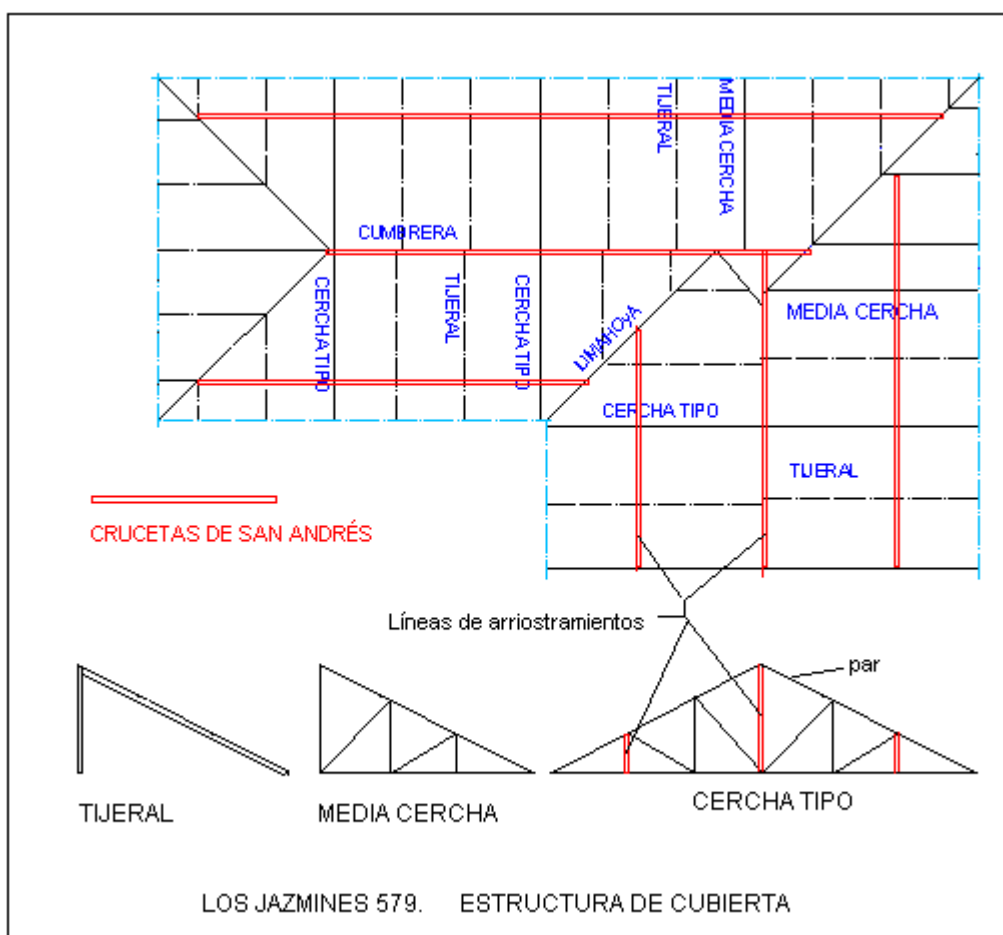 TIJERAL
MEDIA CERCHA
CUMBRERA
CERCHA TIPO
TIJERAL
CERCHA TIPO
LIMAHOyA
MEDIA CERCHA
CERCHA TIPO
TIJERAL
CRUCETAS DE SAN ANDRÉS
Líneas de arriostramientos
par
TIJERAL
MEDIA CERCHA
CERCHA TIPO
LOS JAZMINES 579. ESTRUCTURA DE CUBIERTA